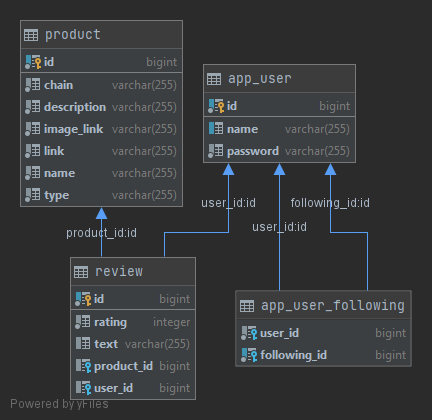 product
id bigint
chain varchar(255)
description varchar(255)
image_link varchar(255)
link varchar(255)
name varchar(255)
type varchar(255)
app_user
id bigint
name varchar(255)
password varchar(255)
user_id:id
following_id:id
user_id:id
product_id:id
review
id bigint
rating integer
text varchar(255)
product_id bigint
user_id bigint
app_user_following
user_id bigint
following_id bigint
Powered by yFiles